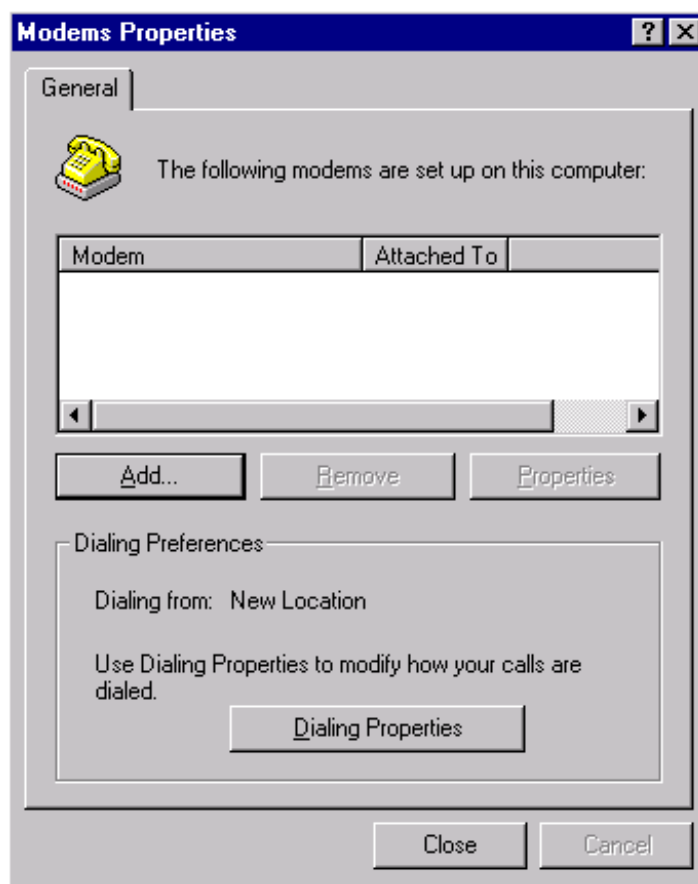 Modems Properties
General
The following modems are set up on this computer:
Modem Attached To
Add... Remove Properties
Dialing Preferences
Dialing from: New Location
Use Dialing Properties to modify how your calls are
dialed.
Dialing Properties
Close Cancel